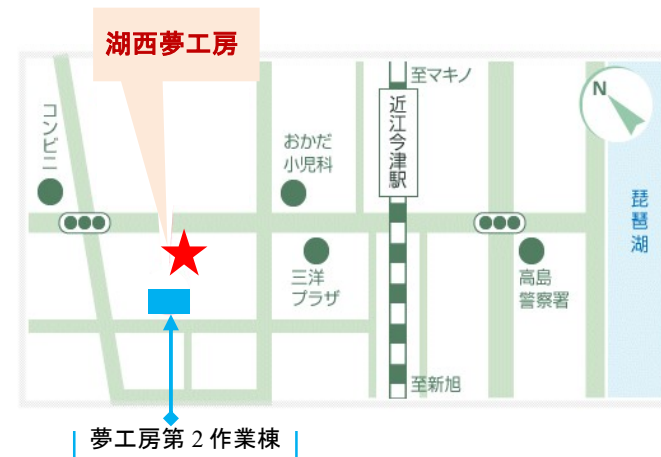 湖西夢工房
至マキノ
N
コンビニ
近江今津駅
おかだ
小児科
琵琶湖
三洋
プラザ
高島
警察署
至新旭
夢工房第2作業棟